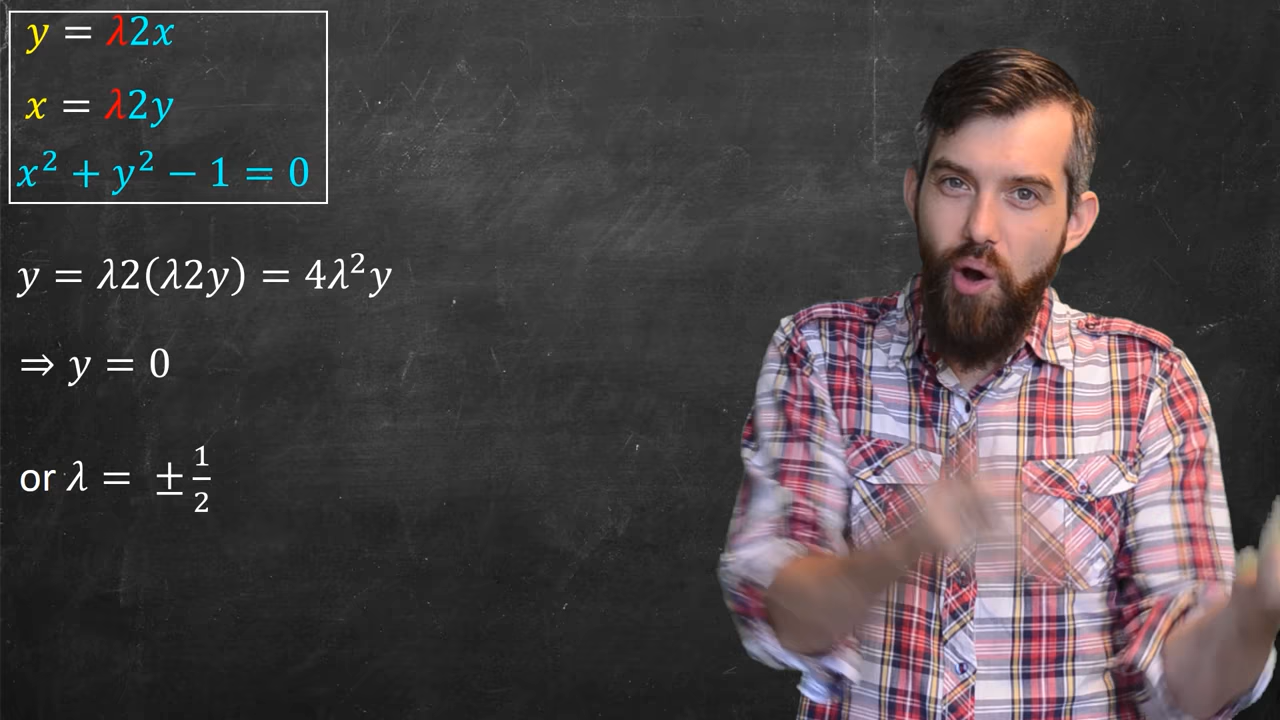 y = λ2x
x = λ2y
x² + y² − 1 = 0
y = λ2(λ2y) = 4λ²y
⇒ y = 0
or λ = ± 1/2